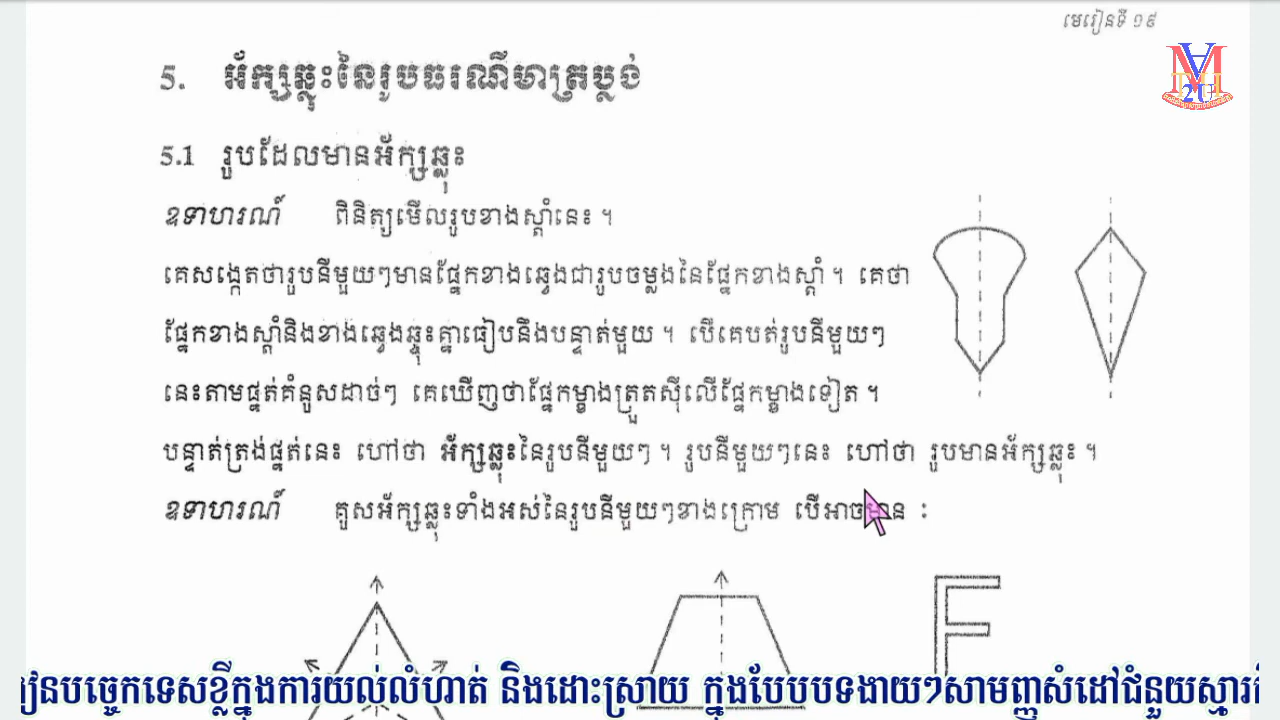 មេរៀនទី ១៩
5. អ័ក្សឆ្លុះនៃរូបធរណីមាត្រប្លង់
5.1 រូបដែលមានអ័ក្សឆ្លុះ
ឧទាហរណ៍ ពិនិត្យមើលរូបខាងស្ដាំនេះ ។
គេសង្កេតថារូបនីមួយៗមានផ្នែកខាងឆ្វេងជារូបចម្លងនៃផ្នែកខាងស្ដាំ ។ គេថា
ផ្នែកខាងស្ដាំនិងខាងឆ្វេងឆ្លុះគ្នាធៀបនឹងបន្ទាត់មួយ ។ បើគេបត់រូបនីមួយៗ
នេះតាមផ្នត់គំនូសដាច់ៗ គេឃើញថាផ្នែកម្ខាងត្រួតស៊ីលើផ្នែកម្ខាងទៀត ។
បន្ទាត់ត្រង់ផ្នត់នេះ ហៅថា អ័ក្សឆ្លុះនៃរូបនីមួយៗ ។ រូបនីមួយៗនេះ ហៅថា រូបមានអ័ក្សឆ្លុះ ។
ឧទាហរណ៍ គូសអ័ក្សឆ្លុះទាំងអស់នៃរូបនីមួយៗខាងក្រោម បើអាចមាន ៖
F
រៀនបច្ចេកទេសខ្លីក្នុងការយល់លំហាត់ និងដោះស្រាយ ក្នុងបែបបទងាយៗសាមញ្ញសំដៅជំនួយស្មារតី